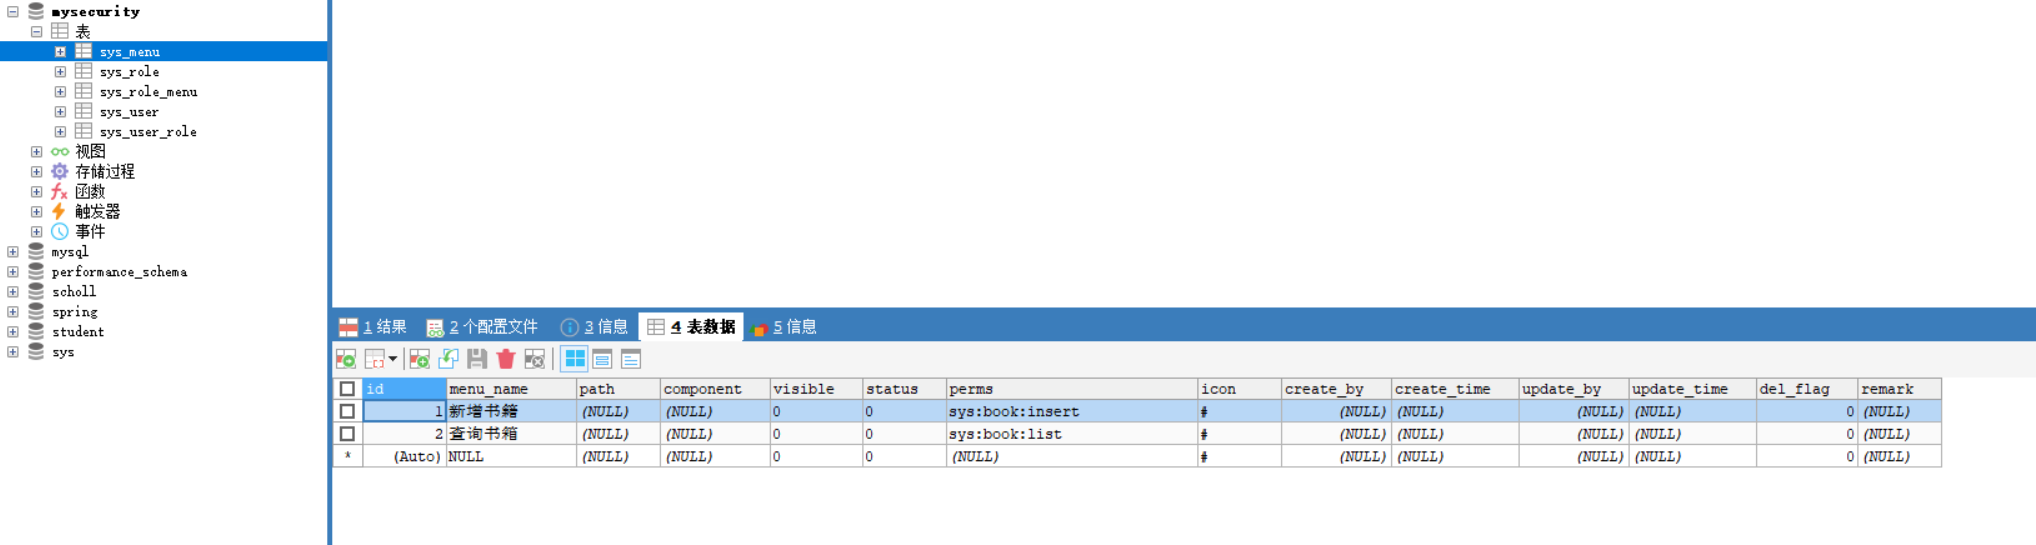 mysecurity
表
sys_menu
sys_role
sys_role_menu
sys_user
sys_user_role
视图
存储过程
函数
触发器
事件
mysql
performance_schema
scholl
spring
student
sys
1 结果 2 个配置文件 3 信息 4 表数据 5 信息
id menu_name path component visible status perms icon create_by create_time update_by update_time del_flag remark
1 新增书籍 (NULL) (NULL) 0 0 sys:book:insert # (NULL) (NULL) (NULL) (NULL) 0 (NULL)
2 查询书籍 (NULL) (NULL) 0 0 sys:book:list # (NULL) (NULL) (NULL) (NULL) 0 (NULL)
* (Auto) NULL (NULL) (NULL) 0 0 (NULL) # (NULL) (NULL) (NULL) (NULL) 0 (NULL)